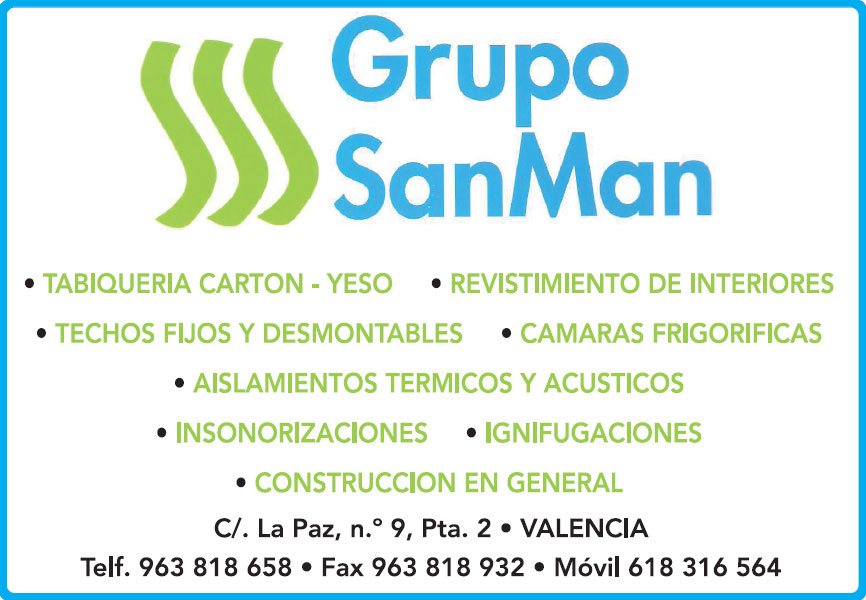 Grupo
SanMan
• TABIQUERIA CARTON - YESO • REVISTIMIENTO DE INTERIORES
• TECHOS FIJOS Y DESMONTABLES • CAMARAS FRIGORIFICAS
• AISLAMIENTOS TERMICOS Y ACUSTICOS
• INSONORIZACIONES • IGNIFUGACIONES
• CONSTRUCCION EN GENERAL
C/. La Paz, n.º 9, Pta. 2 • VALENCIA
Telf. 963 818 658 • Fax 963 818 932 • Móvil 618 316 564